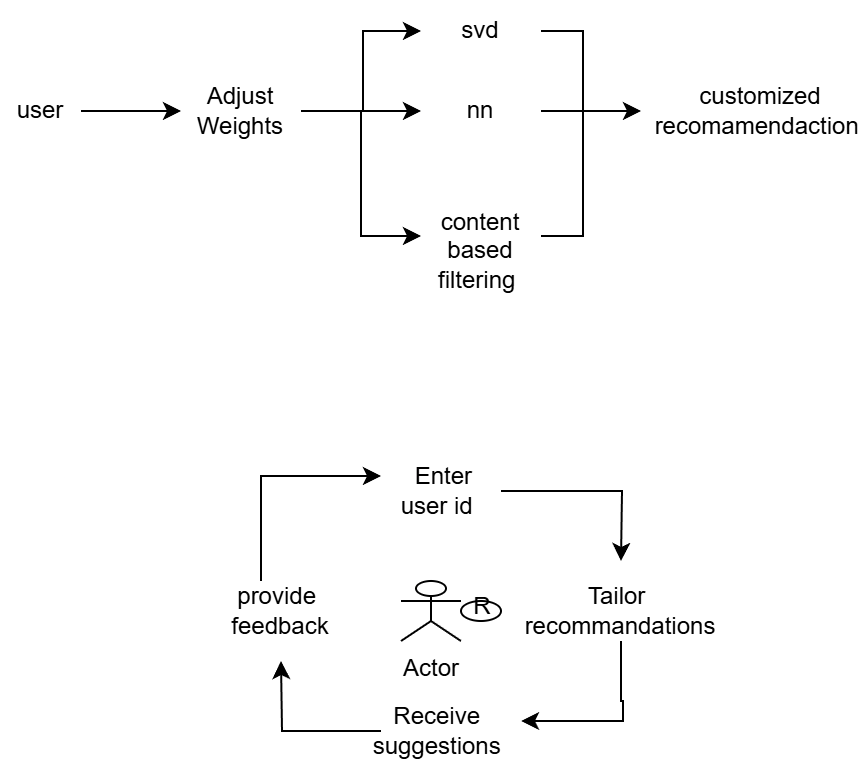 svd
user
Adjust
Weights
nn
customized
recomamendaction
content
based
filtering
Enter
user id
provide
feedback
R
Tailor
recommandations
Actor
Receive
suggestions